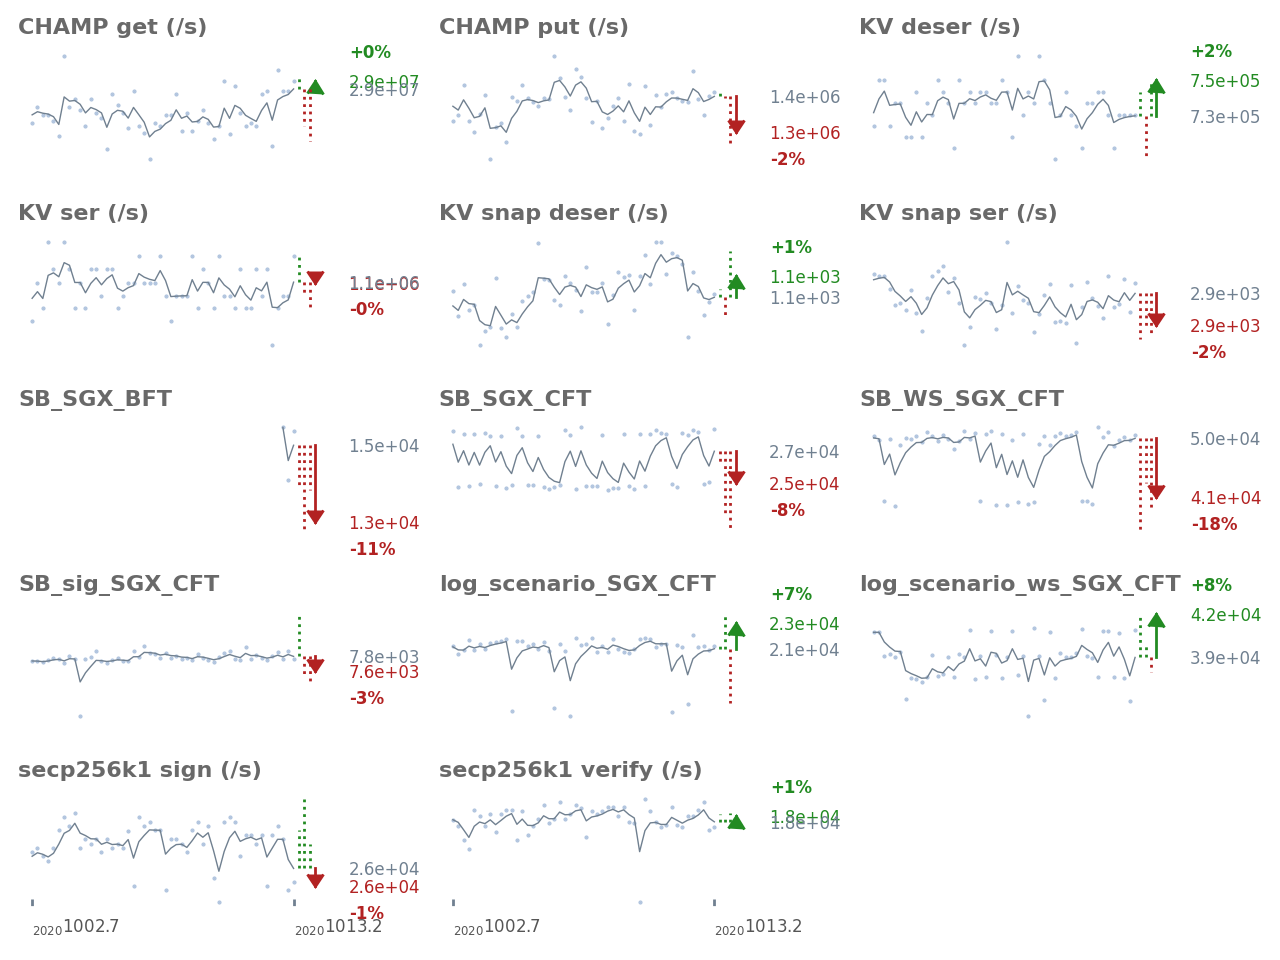 CHAMP get (/s)
+0%
2.9e+07
2.9e+07
CHAMP put (/s)
1.4e+06
1.3e+06
-2%
KV deser (/s)
+2%
7.5e+05
7.3e+05
KV ser (/s)
1.1e+06
1.1e+06
-0%
KV snap deser (/s)
+1%
1.1e+03
1.1e+03
KV snap ser (/s)
2.9e+03
2.9e+03
-2%
SB_SGX_BFT
1.5e+04
1.3e+04
-11%
SB_SGX_CFT
2.7e+04
2.5e+04
-8%
SB_WS_SGX_CFT
5.0e+04
4.1e+04
-18%
SB_sig_SGX_CFT
7.8e+03
7.6e+03
-3%
log_scenario_SGX_CFT
+7%
2.3e+04
2.1e+04
log_scenario_ws_SGX_CFT
+8%
4.2e+04
3.9e+04
secp256k1 sign (/s)
2.6e+04
2.6e+04
-1%
2020 1002.7
2020 1013.2
secp256k1 verify (/s)
+1%
1.8e+04
1.8e+04
2020 1002.7
2020 1013.2